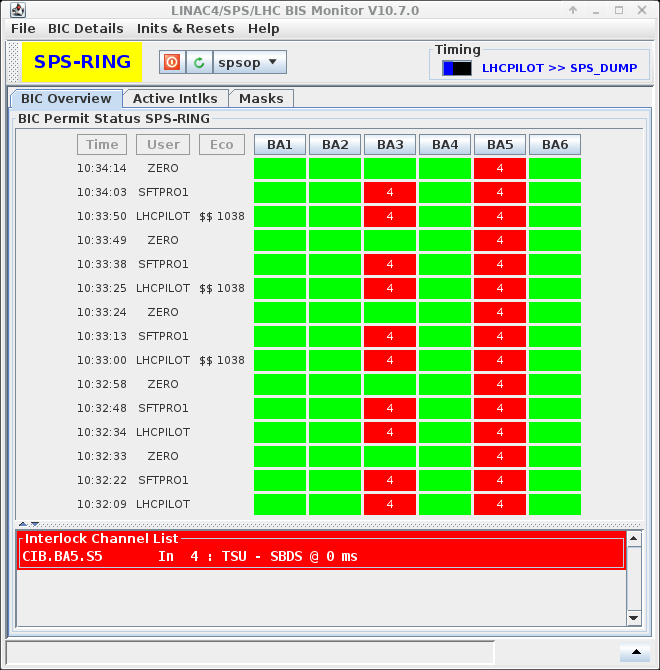 LINAC4/SPS/LHC BIS Monitor V10.7.0
File BIC Details Inits & Resets Help
SPS-RING spsop
Timing
LHCPILOT >> SPS_DUMP
BIC Overview Active Intlks Masks
BIC Permit Status SPS-RING
Time User Eco BA1 BA2 BA3 BA4 BA5 BA6
10:34:14 ZERO 4
10:34:03 SFTPRO1 4 4
10:33:50 LHCPILOT $$ 1038 4 4
10:33:49 ZERO 4
10:33:38 SFTPRO1 4 4
10:33:25 LHCPILOT $$ 1038 4 4
10:33:24 ZERO 4
10:33:13 SFTPRO1 4 4
10:33:00 LHCPILOT $$ 1038 4 4
10:32:58 ZERO 4
10:32:48 SFTPRO1 4 4
10:32:34 LHCPILOT 4 4
10:32:33 ZERO 4
10:32:22 SFTPRO1 4 4
10:32:09 LHCPILOT 4 4
Interlock Channel List
CIB.BA5.S5 In 4 : TSU - SBDS @ 0 ms